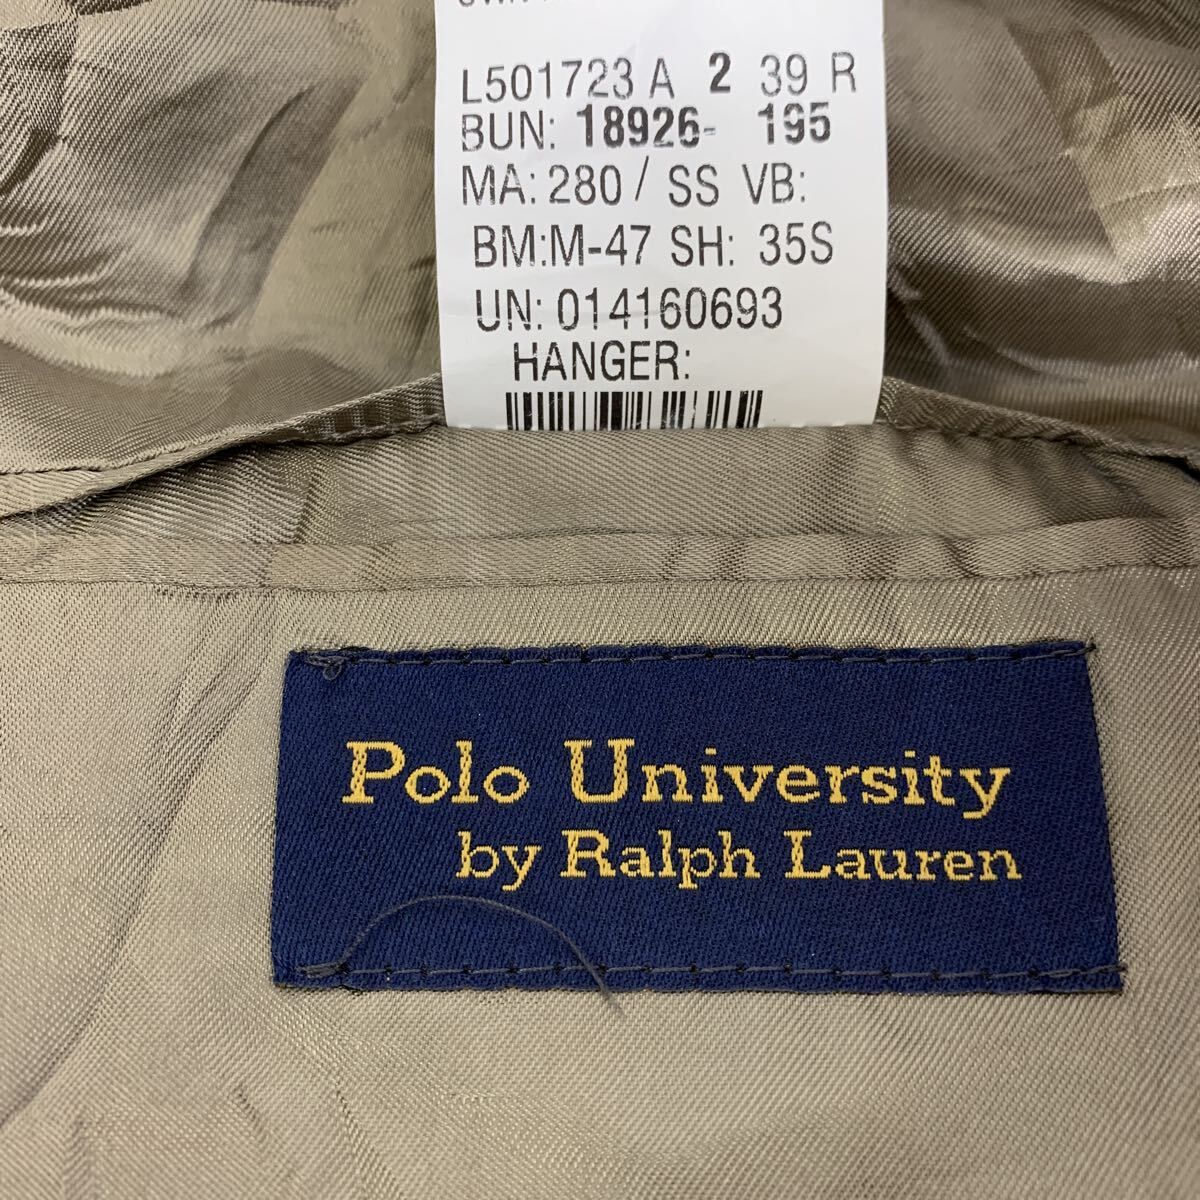 L501723 A 2 39 R
BUN: 18926- 195
MA: 280 / SS VB:
BM:M-47 SH: 35S
UN: 014160693
HANGER:
Polo University
by Ralph Lauren